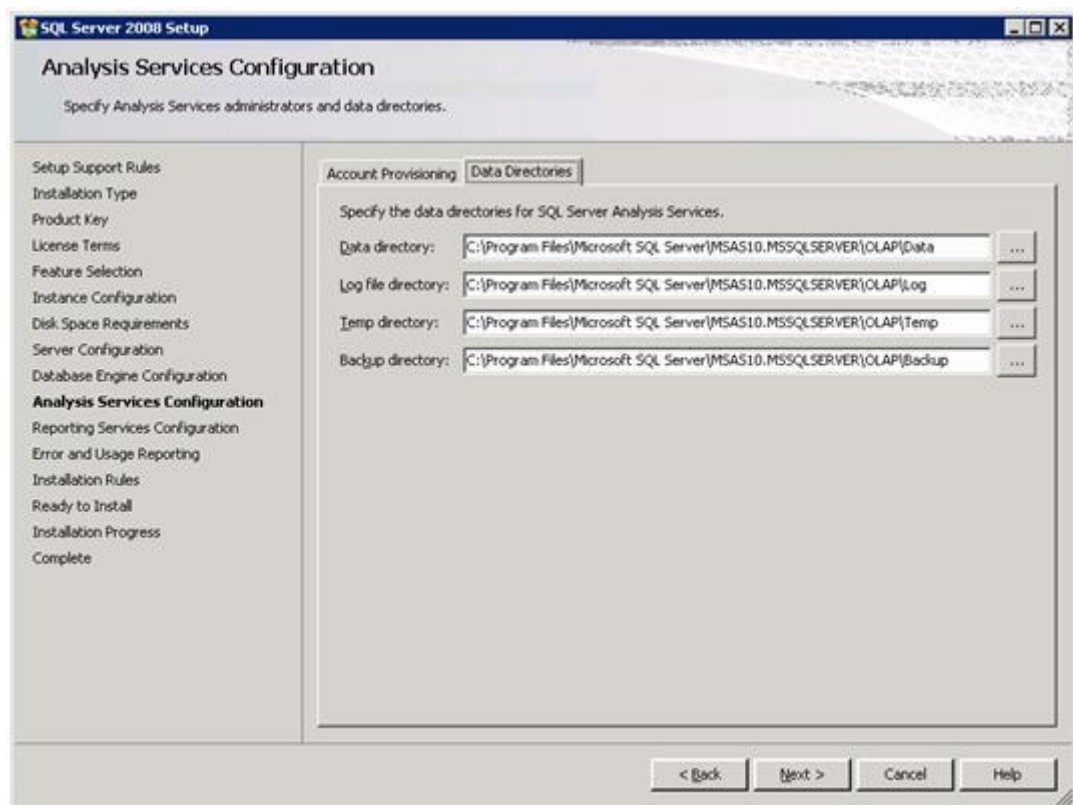 SQL Server 2008 Setup
Analysis Services Configuration
Specify Analysis Services administrators and data directories.
Setup Support Rules
Installation Type
Product Key
License Terms
Feature Selection
Instance Configuration
Disk Space Requirements
Server Configuration
Database Engine Configuration
Analysis Services Configuration
Reporting Services Configuration
Error and Usage Reporting
Installation Rules
Ready to Install
Installation Progress
Complete
Account Provisioning Data Directories
Specify the data directories for SQL Server Analysis Services.
Data directory: C:\Program Files\Microsoft SQL Server\MSAS10.MSSQLSERVER\OLAP\Data ...
Log file directory: C:\Program Files\Microsoft SQL Server\MSAS10.MSSQLSERVER\OLAP\Log ...
Temp directory: C:\Program Files\Microsoft SQL Server\MSAS10.MSSQLSERVER\OLAP\Temp ...
Backup directory: C:\Program Files\Microsoft SQL Server\MSAS10.MSSQLSERVER\OLAP\Backup ...
< Back Next > Cancel Help